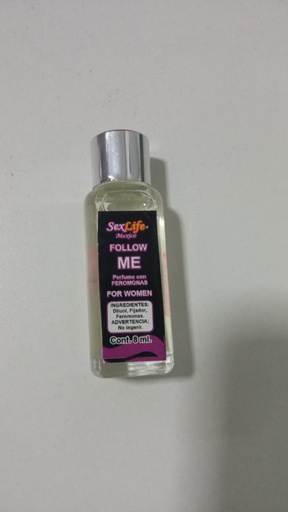 SexLife
Mexico
FOLLOW
ME
Perfume con
FEROMONAS
FOR WOMEN
INGREDIENTES:
Diluol, Fijador,
Feromonas.
ADVERTENCIA:
No ingerir.
Cont. 8 ml.